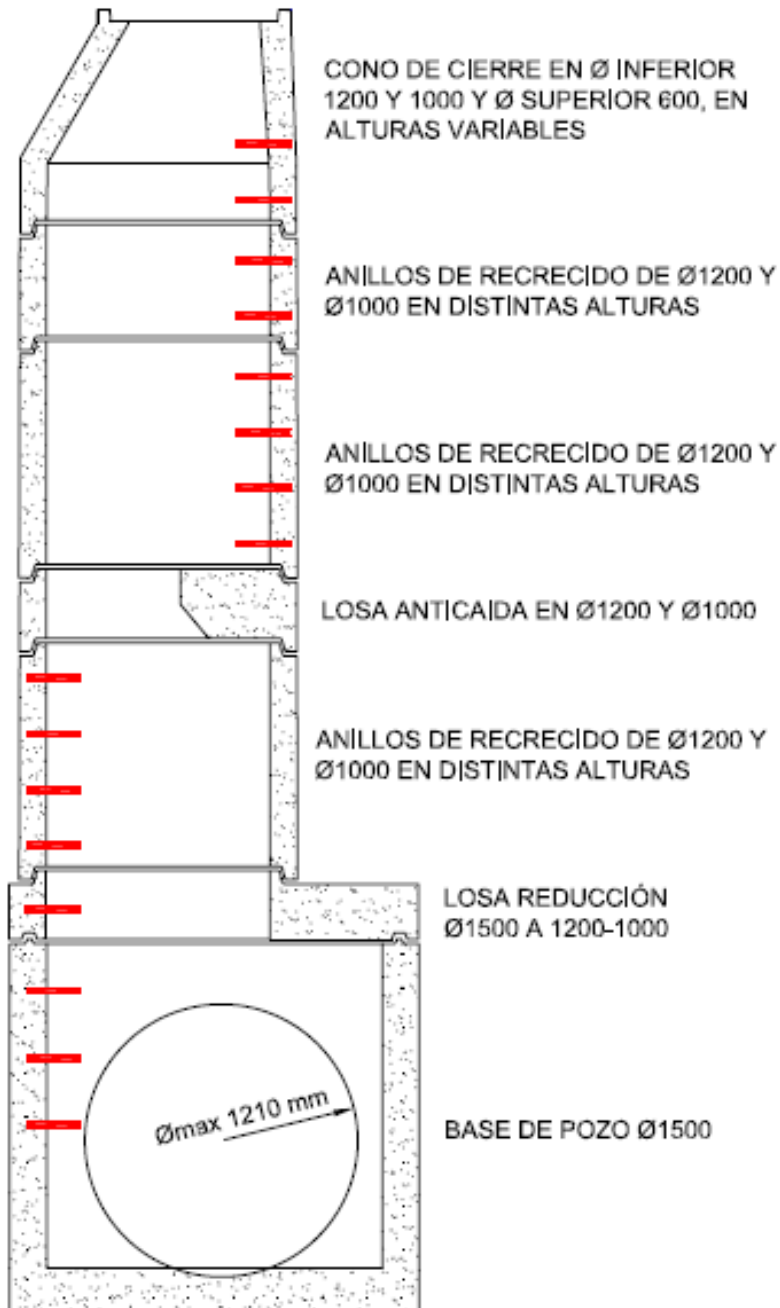 CONO DE CIERRE EN Ø INFERIOR
1200 Y 1000 Y Ø SUPERIOR 600, EN
ALTURAS VARIABLES
ANILLOS DE RECRECIDO DE Ø1200 Y
Ø1000 EN DISTINTAS ALTURAS
ANILLOS DE RECRECIDO DE Ø1200 Y
Ø1000 EN DISTINTAS ALTURAS
LOSA ANTICAIDA EN Ø1200 Y Ø1000
ANILLOS DE RECRECIDO DE Ø1200 Y
Ø1000 EN DISTINTAS ALTURAS
LOSA REDUCCIÓN
Ø1500 A 1200-1000
Ømax 1210 mm
BASE DE POZO Ø1500